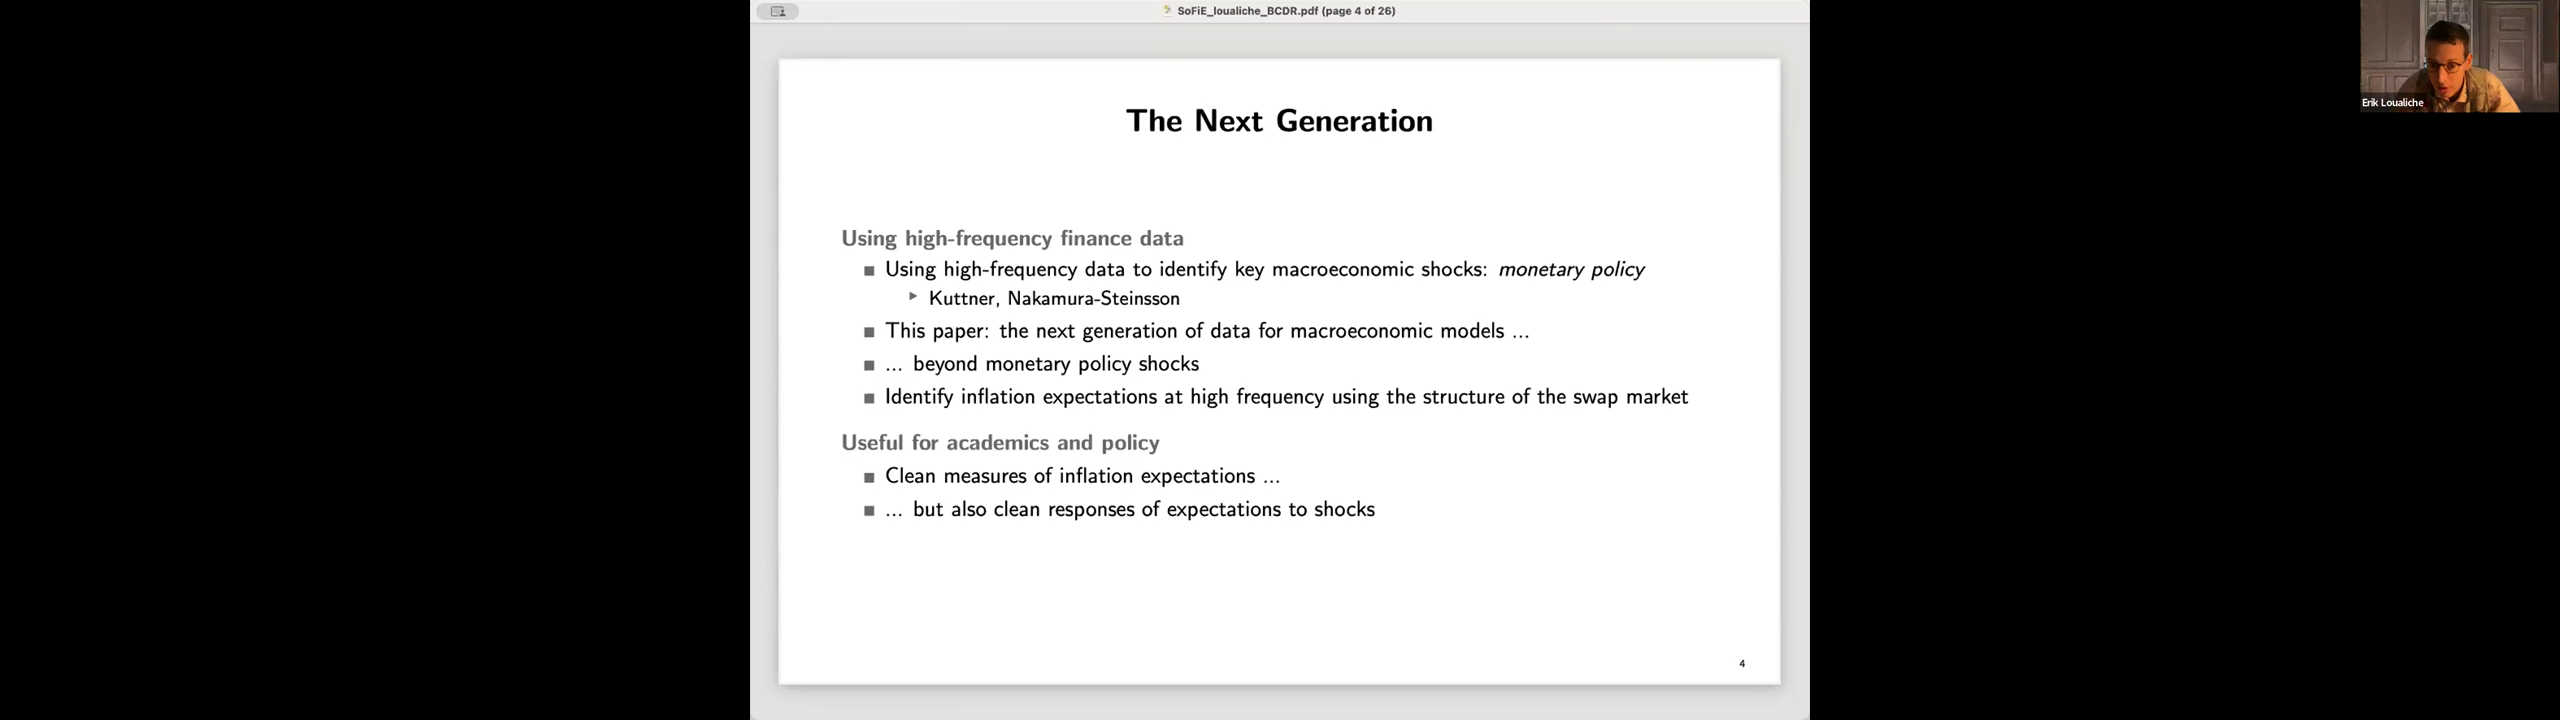 SoFiE_loualiche_BCDR.pdf (page 4 of 26)
Erik Loualiche
The Next Generation
Using high-frequency finance data
Using high-frequency data to identify key macroeconomic shocks: monetary policy
Kuttner, Nakamura-Steinsson
This paper: the next generation of data for macroeconomic models ...
... beyond monetary policy shocks
Identify inflation expectations at high frequency using the structure of the swap market
Useful for academics and policy
Clean measures of inflation expectations ...
... but also clean responses of expectations to shocks
4